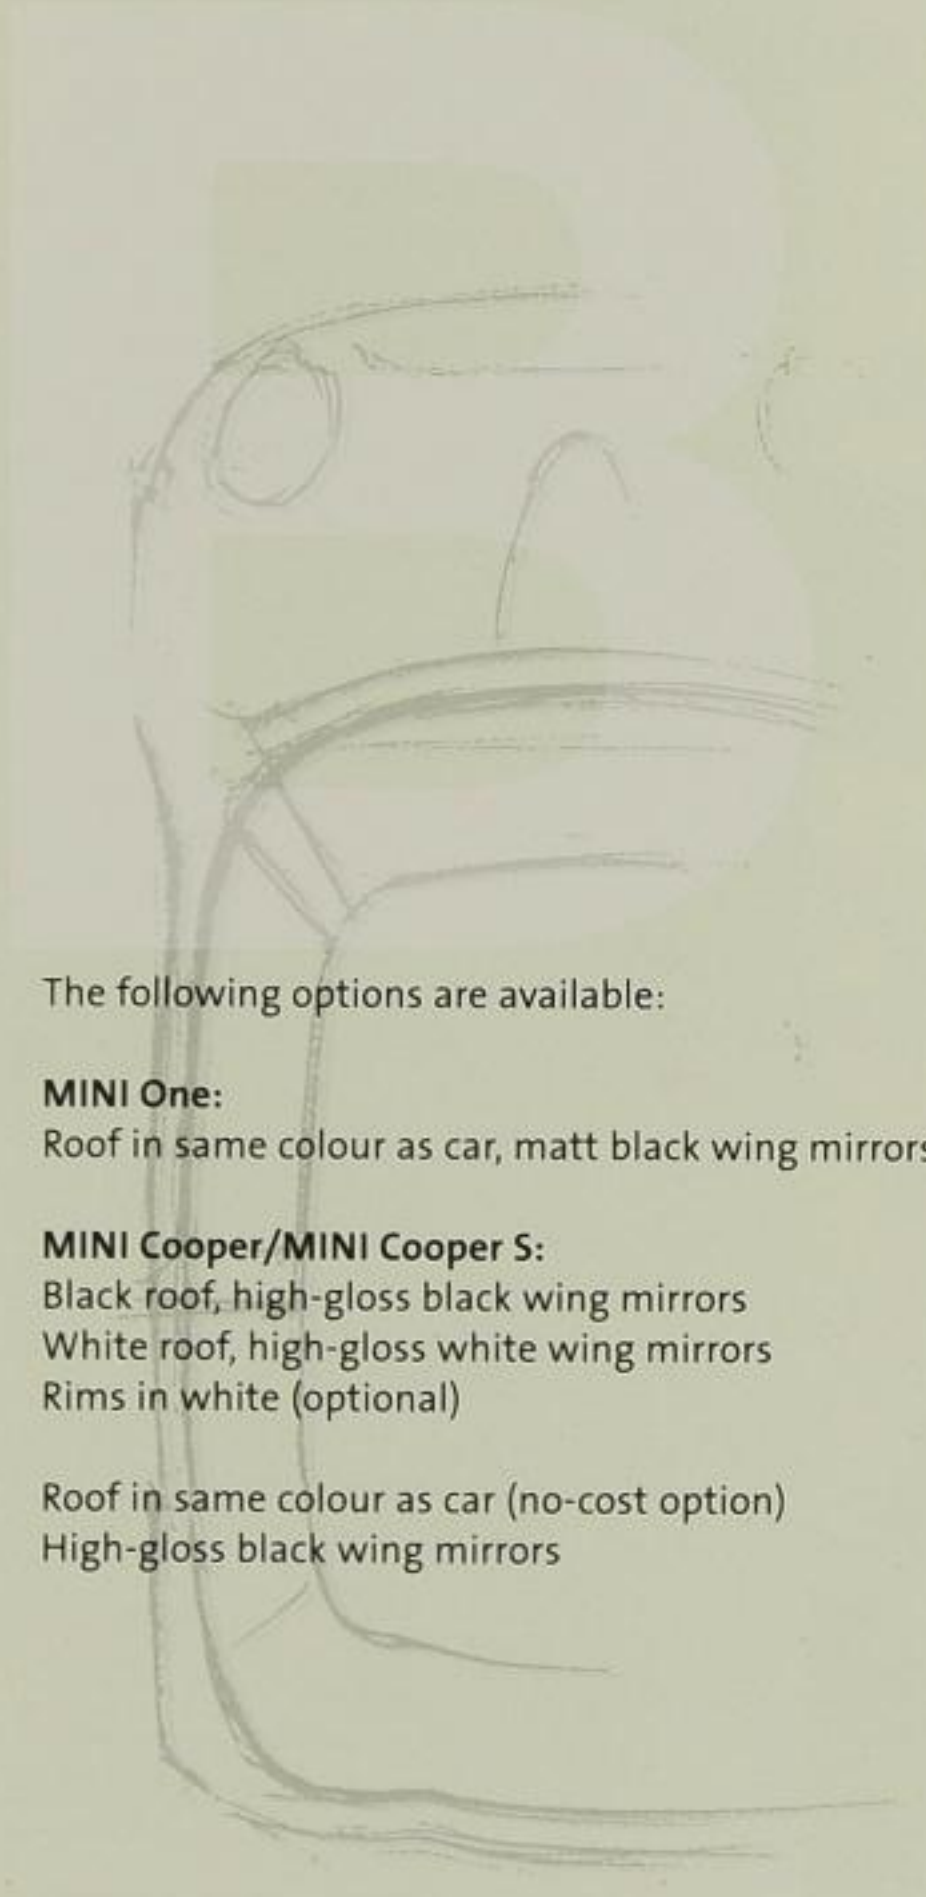 B
The following options are available:
MINI One:
Roof in same colour as car, matt black wing mirrors
MINI Cooper/MINI Cooper S:
Black roof, high-gloss black wing mirrors
White roof, high-gloss white wing mirrors
Rims in white (optional)
Roof in same colour as car (no-cost option)
High-gloss black wing mirrors